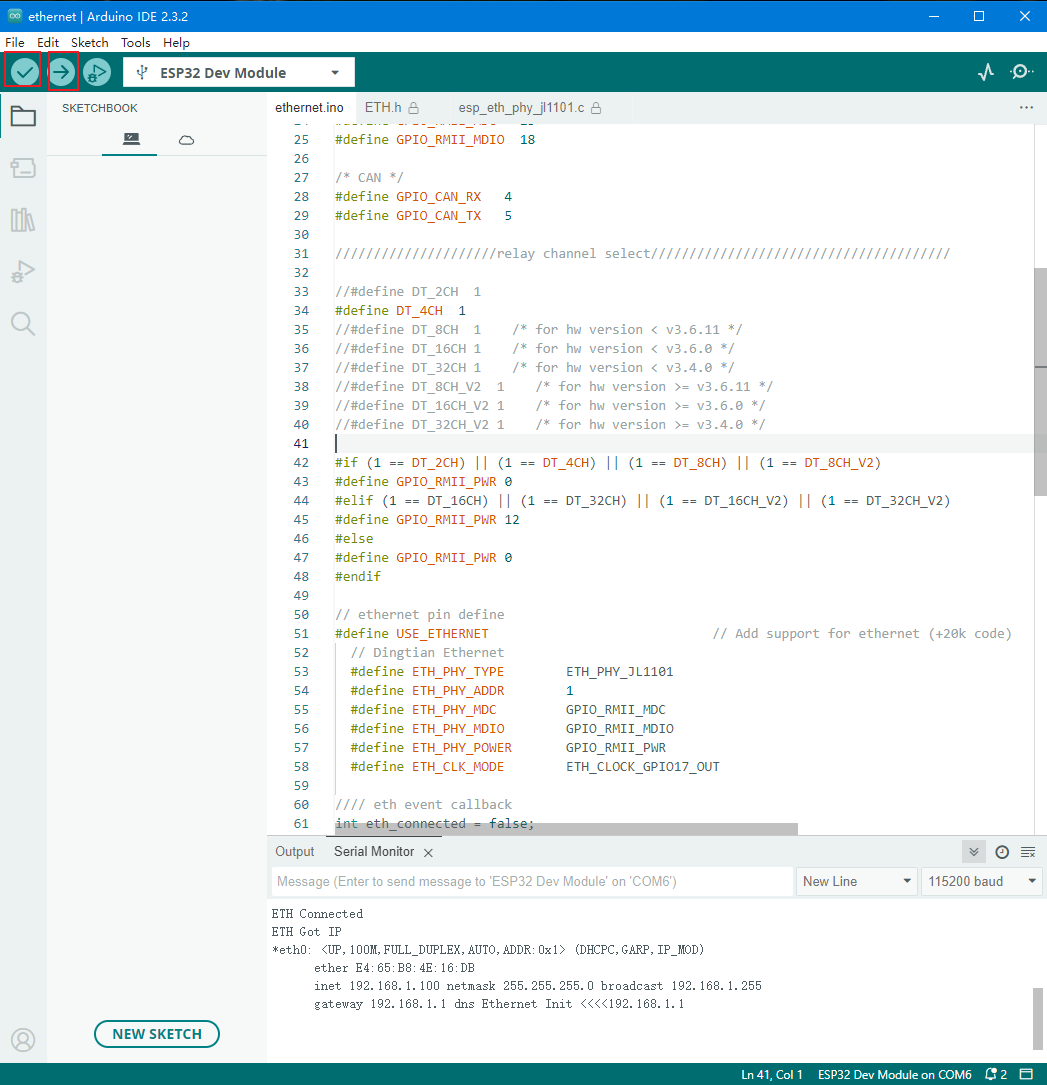 ethernet | Arduino IDE 2.3.2
File Edit Sketch Tools Help
ESP32 Dev Module
SKETCHBOOK
ethernet.ino ETH.h esp_eth_phy_jl1101.c
25 #define GPIO_RMII_MDIO 18
26
27 /* CAN */
28 #define GPIO_CAN_RX 4
29 #define GPIO_CAN_TX 5
30
31 /////////////////////relay channel select///////////////////////////////////////
32
33 //#define DT_2CH 1
34 #define DT_4CH 1
35 //#define DT_8CH 1 /* for hw version < v3.6.11 */
36 //#define DT_16CH 1 /* for hw version < v3.6.0 */
37 //#define DT_32CH 1 /* for hw version < v3.4.0 */
38 //#define DT_8CH_V2 1 /* for hw version >= v3.6.11 */
39 //#define DT_16CH_V2 1 /* for hw version >= v3.6.0 */
40 //#define DT_32CH_V2 1 /* for hw version >= v3.4.0 */
41
42 #if (1 == DT_2CH) || (1 == DT_4CH) || (1 == DT_8CH) || (1 == DT_8CH_V2)
43 #define GPIO_RMII_PWR 0
44 #elif (1 == DT_16CH) || (1 == DT_32CH) || (1 == DT_16CH_V2) || (1 == DT_32CH_V2)
45 #define GPIO_RMII_PWR 12
46 #else
47 #define GPIO_RMII_PWR 0
48 #endif
49
50 // ethernet pin define
51 #define USE_ETHERNET // Add support for ethernet (+20k code)
52 // Dingtian Ethernet
53 #define ETH_PHY_TYPE ETH_PHY_JL1101
54 #define ETH_PHY_ADDR 1
55 #define ETH_PHY_MDC GPIO_RMII_MDC
56 #define ETH_PHY_MDIO GPIO_RMII_MDIO
57 #define ETH_PHY_POWER GPIO_RMII_PWR
58 #define ETH_CLK_MODE ETH_CLOCK_GPIO17_OUT
59
60 //// eth event callback
61 int eth_connected = false;
Output Serial Monitor
Message (Enter to send message to 'ESP32 Dev Module' on 'COM6') New Line 115200 baud
ETH Connected
ETH Got IP
*eth0: <UP,100M,FULL_DUPLEX,AUTO,ADDR:0x1> (DHCPC,GARP,IP_MOD)
ether E4:65:B8:4E:16:DB
inet 192.168.1.100 netmask 255.255.255.0 broadcast 192.168.1.255
gateway 192.168.1.1 dns Ethernet Init <<<<192.168.1.1
NEW SKETCH
Ln 41, Col 1 ESP32 Dev Module on COM6 2